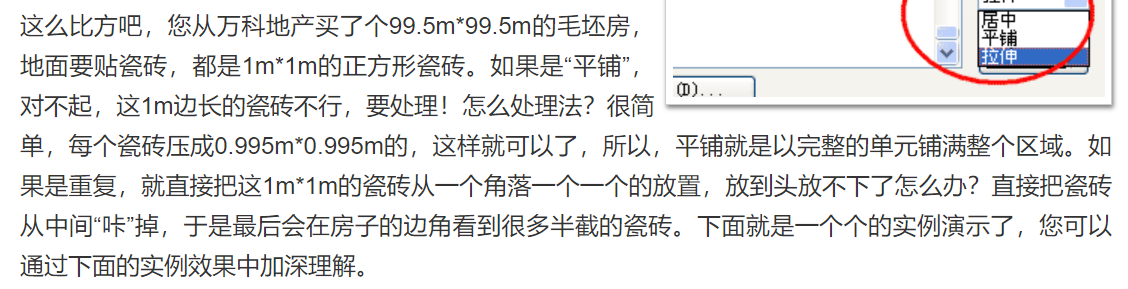 拉伸
居中
平铺
拉伸
(D)...
这么比方吧，您从万科地产买了个99.5m*99.5m的毛坯房，
地面要贴瓷砖，都是1m*1m的正方形瓷砖。如果是“平铺”，
对不起，这1m边长的瓷砖不行，要处理！怎么处理法？很简
单，每个瓷砖压成0.995m*0.995m的，这样就可以了，所以，平铺就是以完整的单元铺满整个区域。如
果是重复，就直接把这1m*1m的瓷砖从一个角落一个一个的放置，放到头放不下了怎么办？直接把瓷砖
从中间“咔”掉，于是最后会在房子的边角看到很多半截的瓷砖。下面就是一个个的实例演示了，您可以
通过下面的实例效果中加深理解。